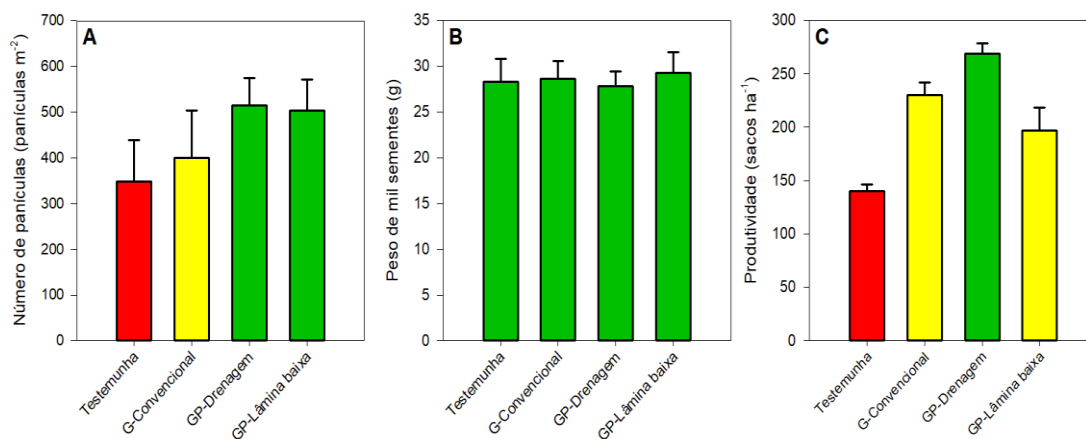 A
Número de panículas (panículas m⁻²)
700
600
500
400
300
200
100
0
Testemunha
G-Convencional
GP-Drenagem
GP-Lâmina baixa
B
Peso de mil sementes (g)
35
30
25
20
15
10
5
0
Testemunha
G-Convencional
GP-Drenagem
GP-Lâmina baixa
C
Produtividade (sacos ha⁻¹)
300
250
200
150
100
50
0
Testemunha
G-Convencional
GP-Drenagem
GP-Lâmina baixa